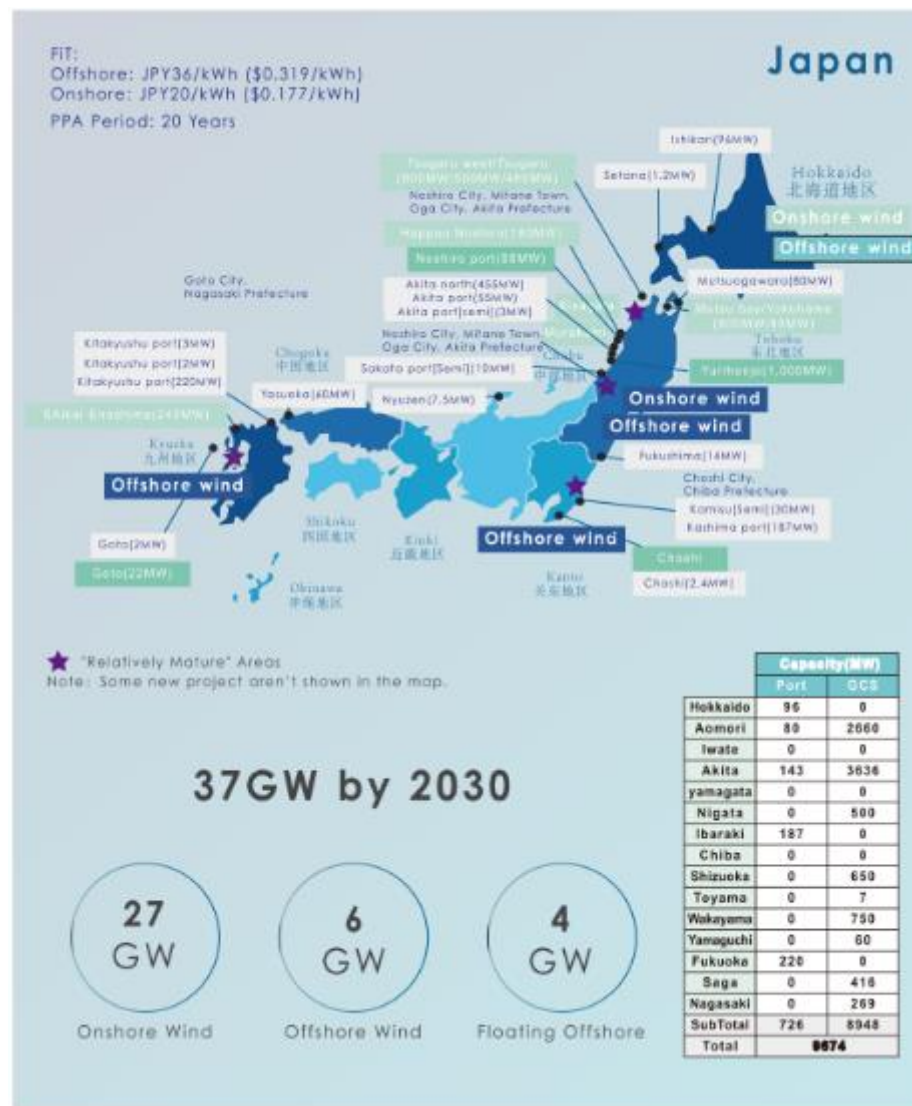 FiT:
Offshore: JPY36/kWh ($0.319/kWh)
Onshore: JPY20/kWh ($0.177/kWh)
PPA Period: 20 Years
Japan
Ishikari(96MW)
Setana(1.2MW)
Hokkaido
北海道地区
Onshore wind
Offshore wind
Noshiro City, Mitane Town,
Oga City, Akita Prefecture
Happou Noshiro(180MW)
Noshiro port(88MW)
Akita north(455MW)
Akita port(55MW)
Akita port[semi](3MW)
Mutsuogawara(80MW)
Goto City,
Nagasaki Prefecture
Noshiro City, Mitane Town,
Oga City, Akita Prefecture
Tohoku
东北地区
Yurihonjo(1,000MW)
Kitakyushu port(3MW)
Kitakyushu port(2MW)
Kitakyushu port(220MW)
Chugoku
中国地区
Chubu
中部地区
Sakata port[Semi](10MW)
Yasuoka(60MW)
Nyuzen(7.5MW)
Onshore wind
Offshore wind
Kyushu
九州地区
Offshore wind
Fukushima(14MW)
Choshi City,
Chiba Prefecture
Kamisu[Semi](30MW)
Kashima port(187MW)
Goto(2MW)
Goto(22MW)
Shikoku
四国地区
Kinki
近畿地区
Offshore wind
Choshi
Choshi(2.4MW)
Okinawa
冲绳地区
Kanto
关东地区
"Relatively Mature" Areas
Note: Some new project aren't shown in the map.
37GW by 2030
27
GW
Onshore Wind
6
GW
Offshore Wind
4
GW
Floating Offshore
Capacity(MW)
Port GCS
Hokkaido 96 0
Aomori 80 2660
Iwate 0 0
Akita 143 3636
yamagata 0 0
Nigata 0 500
Ibaraki 187 0
Chiba 0 0
Shizuoka 0 650
Toyama 0 7
Wakayama 0 750
Yamaguchi 0 60
Fukuoka 220 0
Saga 0 416
Nagasaki 0 269
SubTotal 726 8948
Total 9674